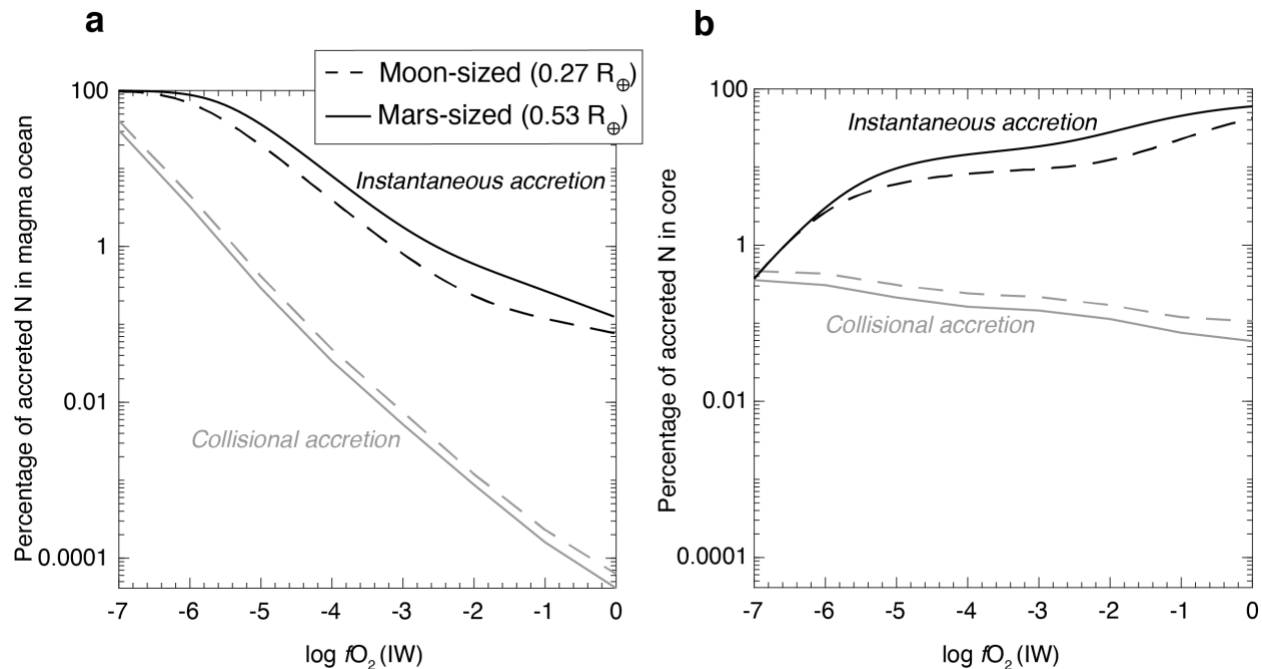 a
Moon-sized (0.27 R⊕)
Mars-sized (0.53 R⊕)
100
1
0.01
0.0001
Percentage of accreted N in magma ocean
Instantaneous accretion
Collisional accretion
-7 -6 -5 -4 -3 -2 -1 0
log fO₂ (IW)
b
100
1
0.01
0.0001
Percentage of accreted N in core
Instantaneous accretion
Collisional accretion
-7 -6 -5 -4 -3 -2 -1 0
log fO₂ (IW)